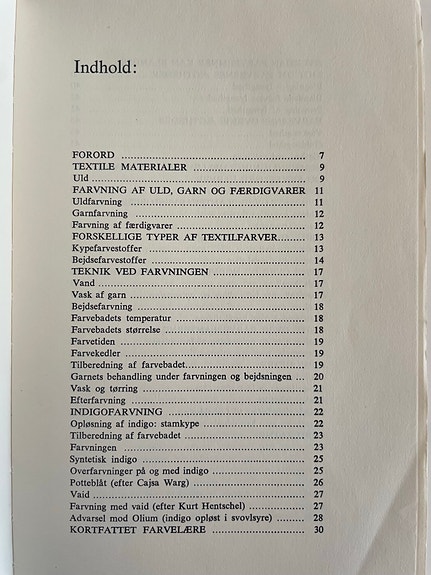 Indhold:
FORORD 7
TEXTILE MATERIALER 9
Uld 9
FARVNING AF ULD, GARN OG FÆRDIGVARER 11
Uldfarvning 11
Garnfarvning 12
Farvning af færdigvarer 12
FORSKELLIGE TYPER AF TEXTILFARVER 13
Kypefarvestoffer 13
Bejdsefarvestoffer 14
TEKNIK VED FARVNINGEN 17
Vand 17
Vask af garn 17
Bejdsefarvning 18
Farvebadets temperatur 18
Farvebadets størrelse 18
Farvetiden 19
Farvekedler 19
Tilberedning af farvebadet 19
Garnets behandling under farvningen og bejdsningen ... 20
Vask og tørring 21
Efterfarvning 21
INDIGOFARVNING 22
Opløsning af indigo: stamkype 22
Tilberedning af farvebadet 23
Farvningen 23
Syntetisk indigo 25
Overfarvninger på og med indigo 25
Potteblåt (efter Cajsa Warg) 26
Vaid 27
Farvning med vaid (efter Kurt Hentschel) 27
Advarsel mod Olium (indigo opløst i svovlsyre) 28
KORTFATTET FARVELÆRE 30